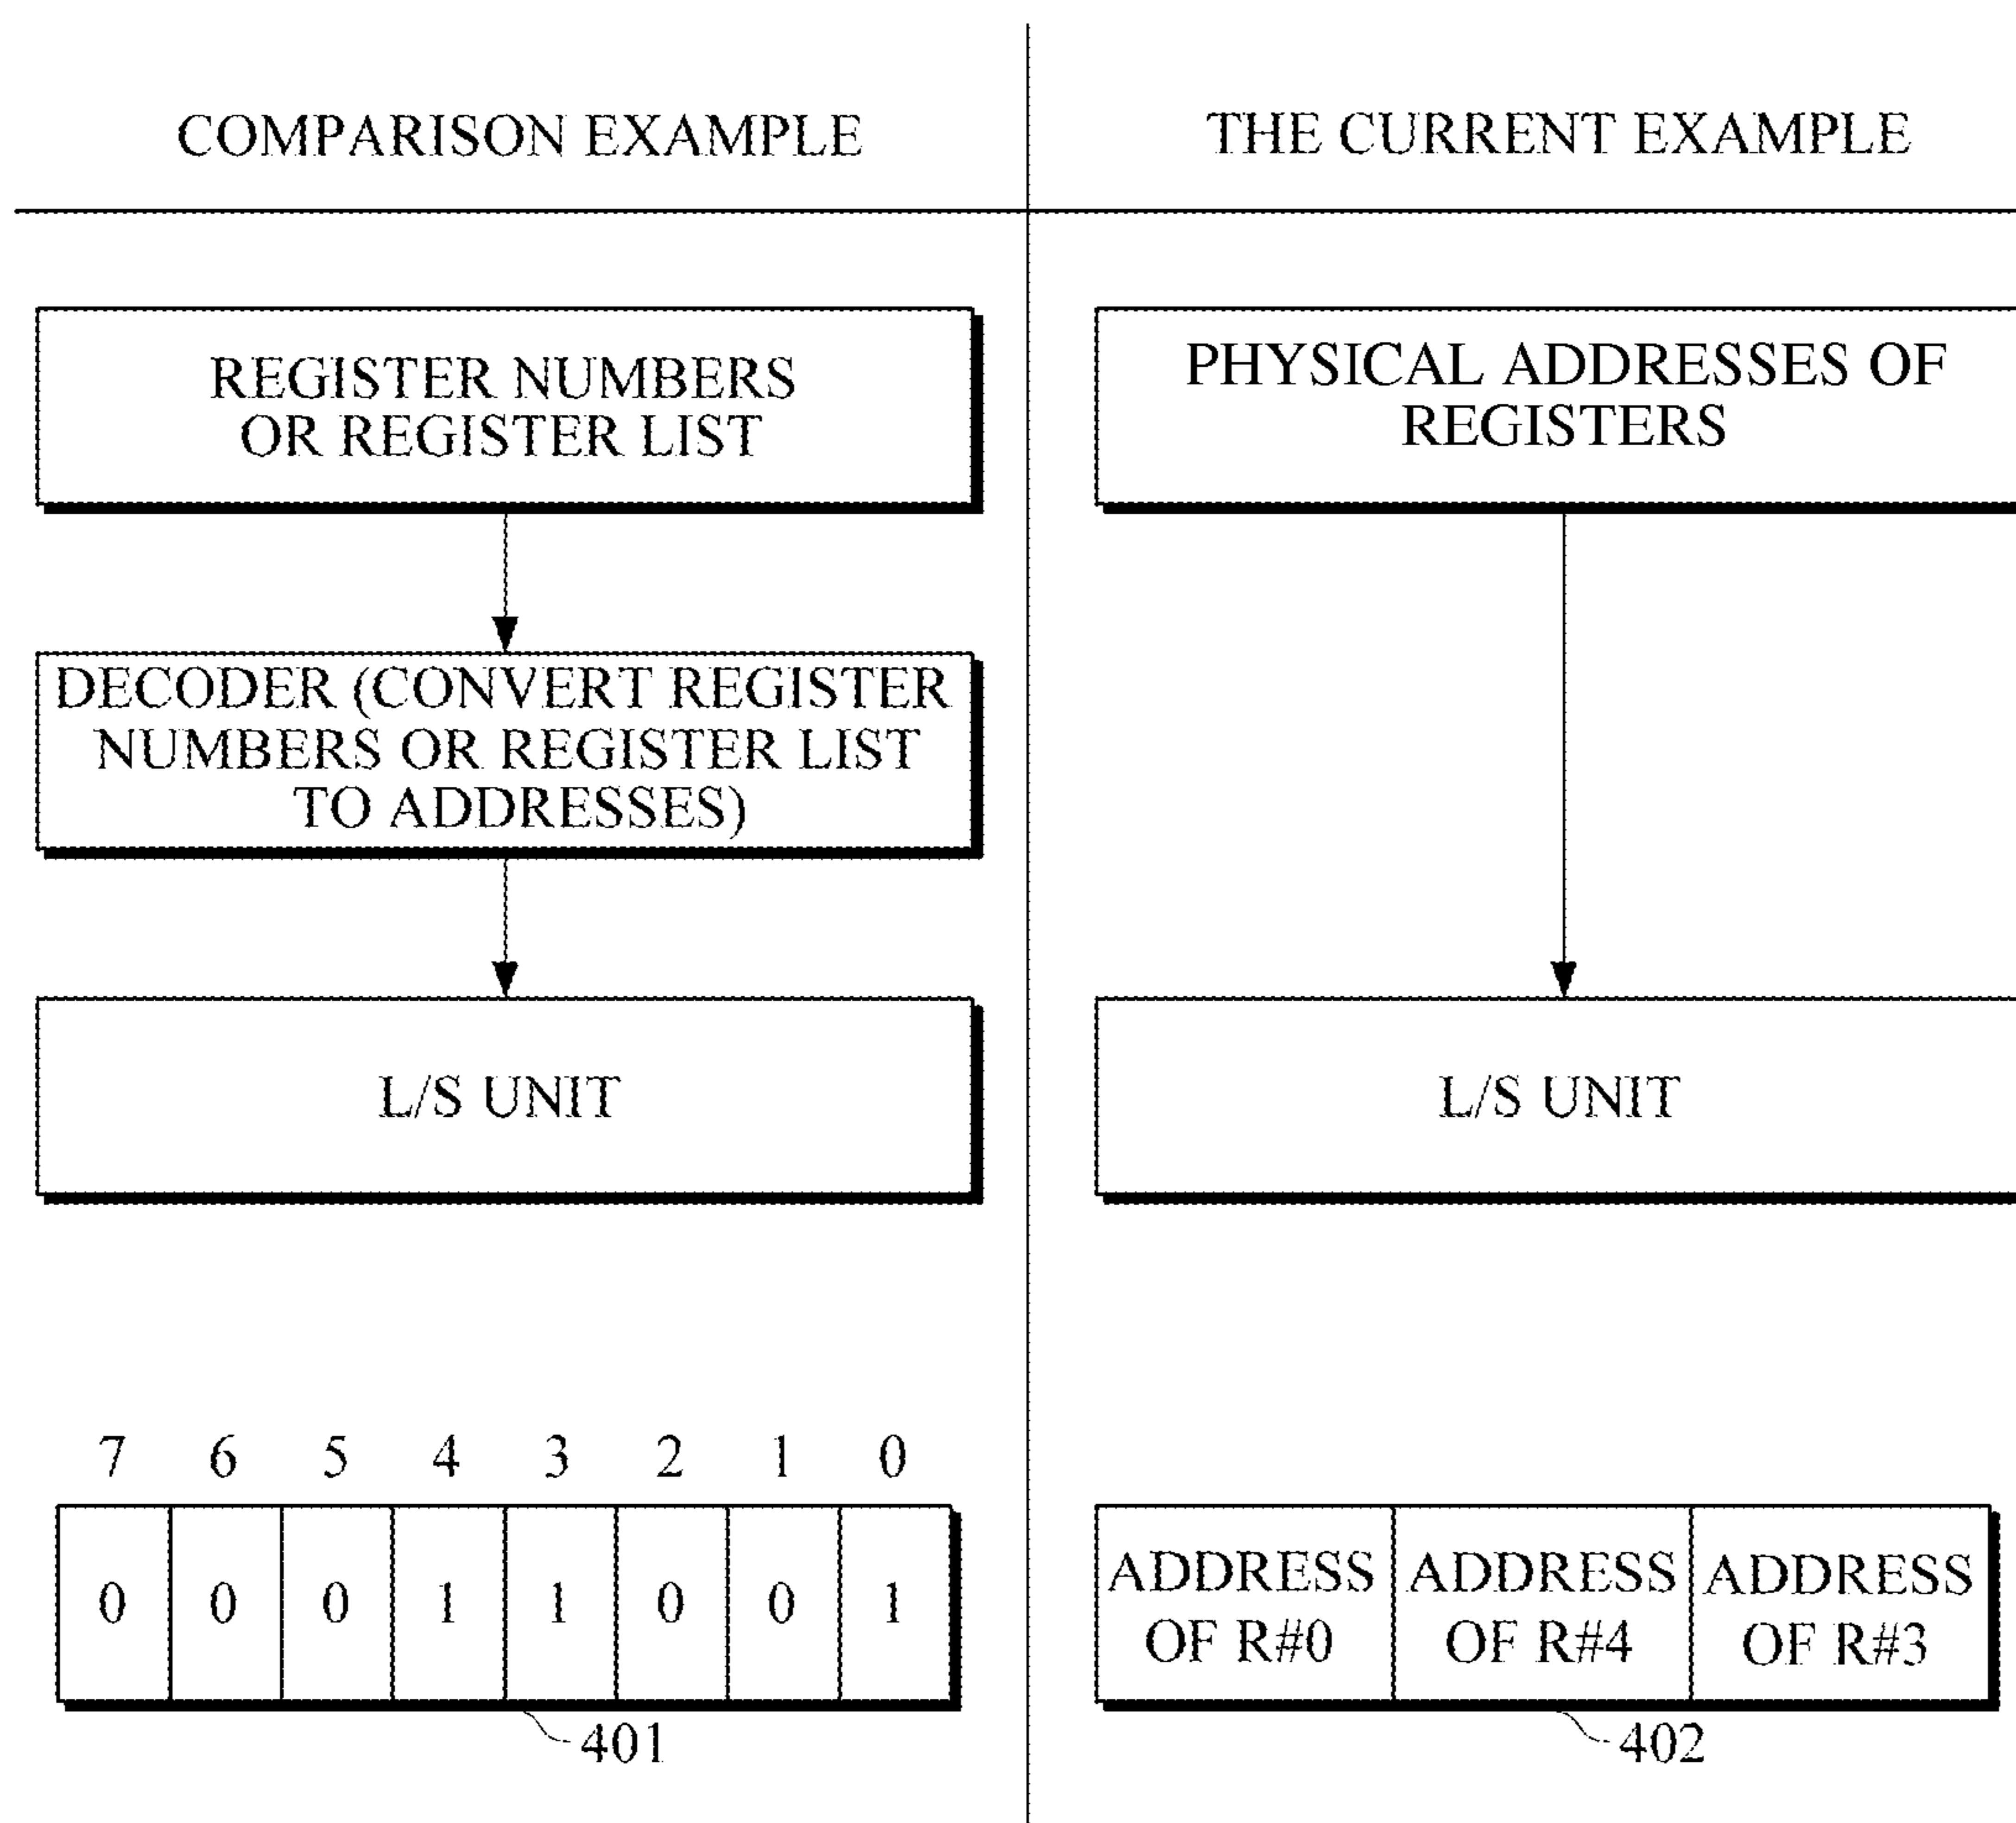 COMPARISON EXAMPLE
THE CURRENT EXAMPLE
REGISTER NUMBERS
OR REGISTER LIST
DECODER (CONVERT REGISTER
NUMBERS OR REGISTER LIST
TO ADDRESSES)
L/S UNIT
7 6 5 4 3 2 1 0
0 0 0 1 1 0 0 1
401
PHYSICAL ADDRESSES OF
REGISTERS
L/S UNIT
ADDRESS
OF R#0
ADDRESS
OF R#4
ADDRESS
OF R#3
402